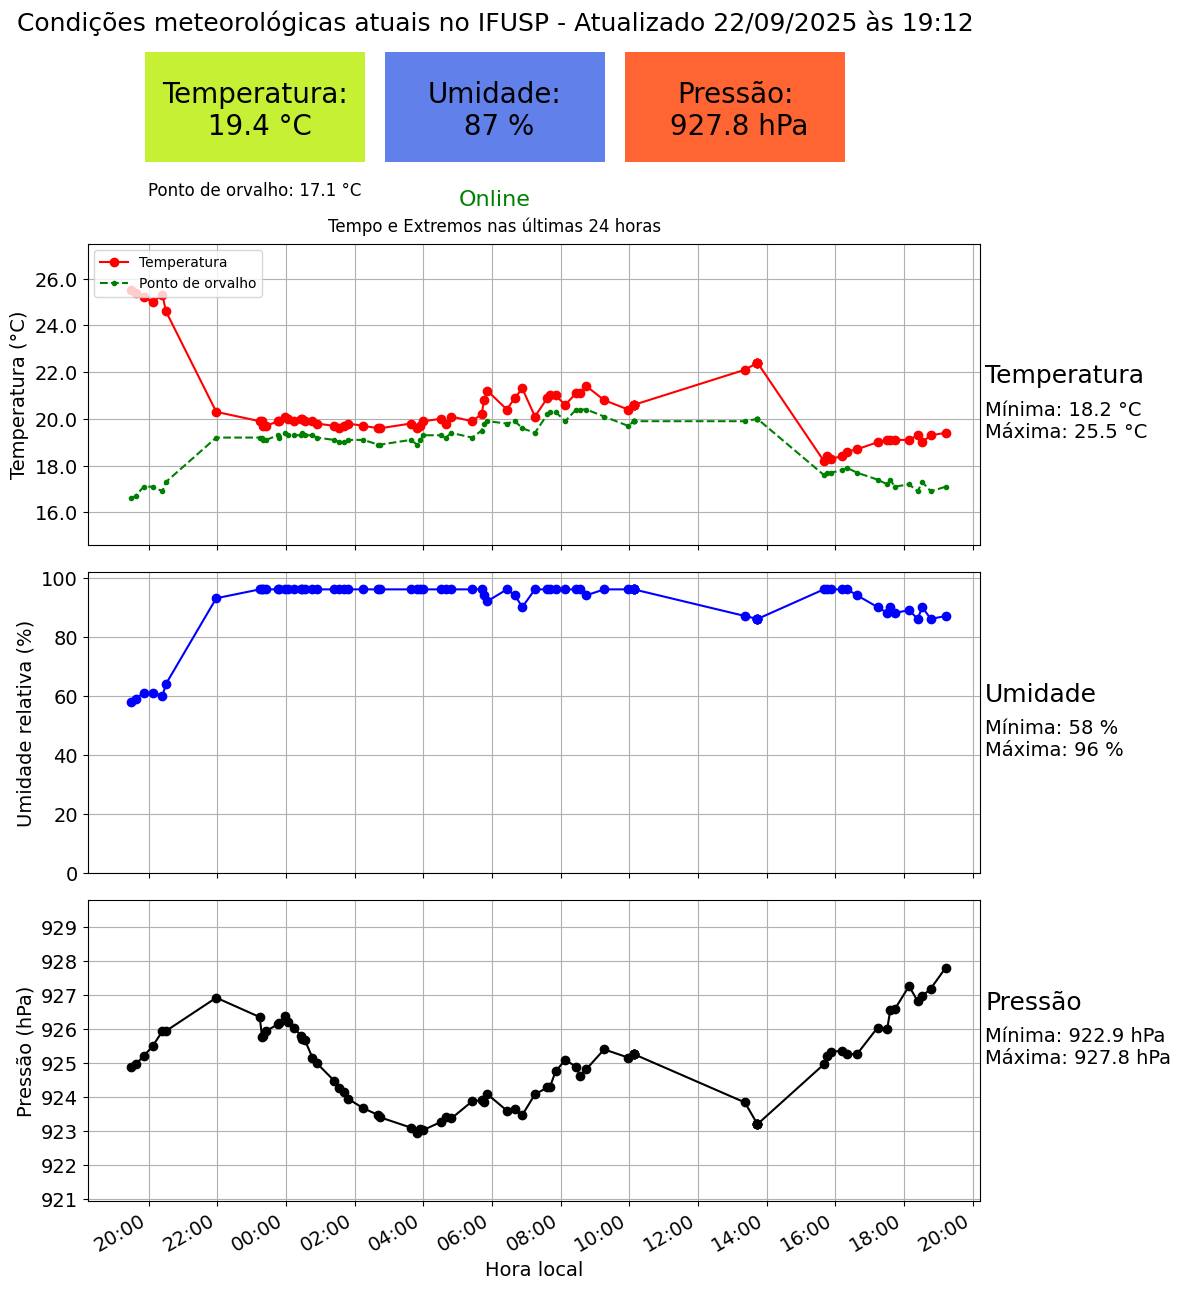 Condições meteorológicas atuais no IFUSP - Atualizado 22/09/2025 às 19:12
Temperatura:
19.4 °C
Umidade:
87 %
Pressão:
927.8 hPa
Ponto de orvalho: 17.1 °C
Online
Tempo e Extremos nas últimas 24 horas
Temperatura
Ponto de orvalho
Temperatura (°C)
26.0
24.0
22.0
20.0
18.0
16.0
Temperatura
Mínima: 18.2 °C
Máxima: 25.5 °C
Umidade relativa (%)
100
80
60
40
20
0
Umidade
Mínima: 58 %
Máxima: 96 %
Pressão (hPa)
929
928
927
926
925
924
923
922
921
Pressão
Mínima: 922.9 hPa
Máxima: 927.8 hPa
20:00 22:00 00:00 02:00 04:00 06:00 08:00 10:00 12:00 14:00 16:00 18:00 20:00
Hora local